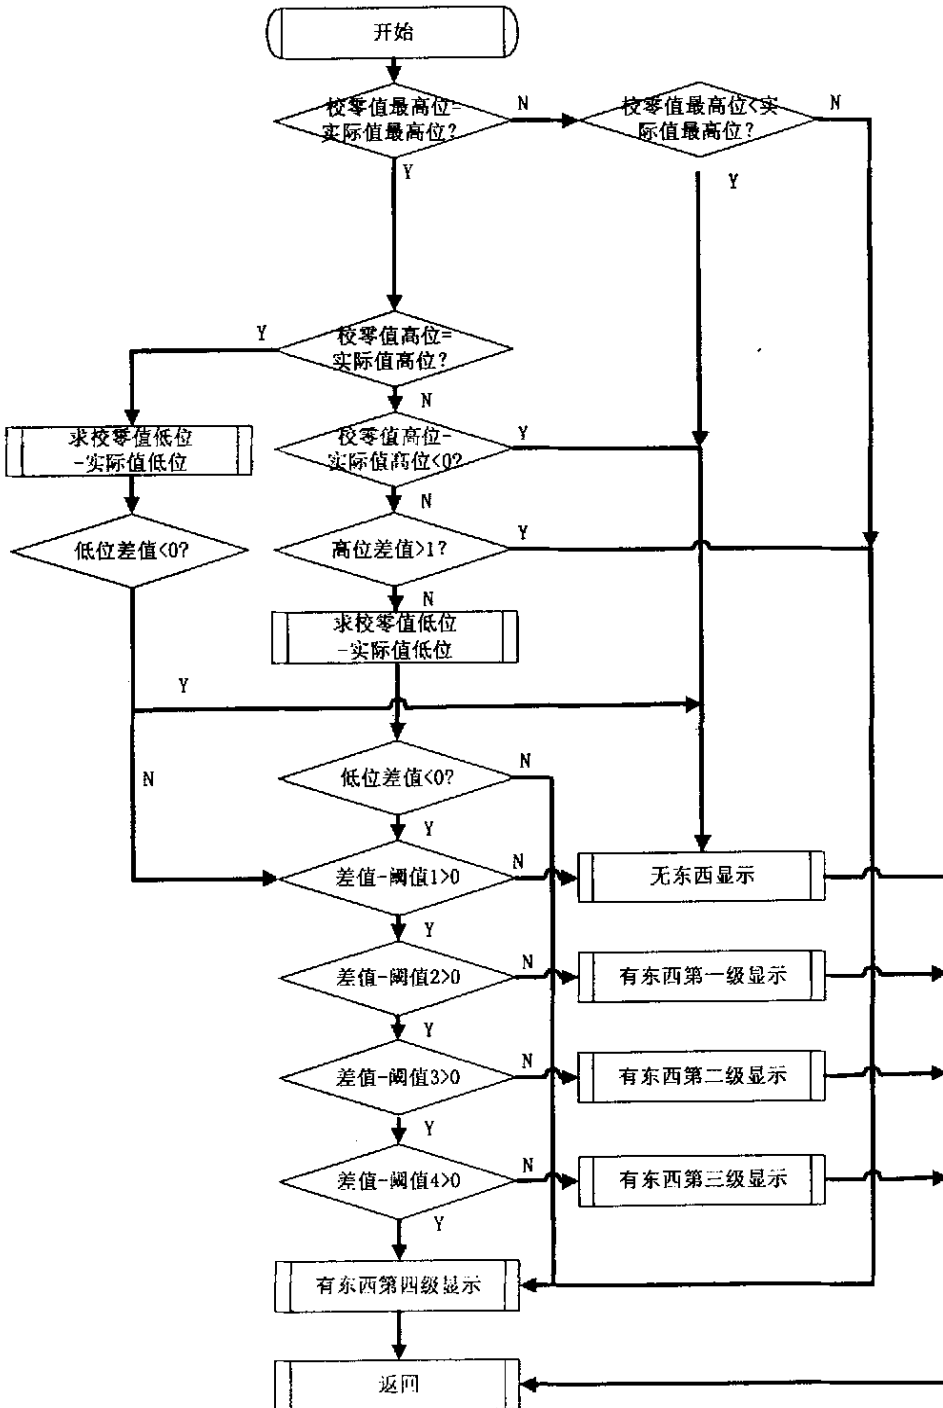 开始
校零值最高位=
实际值最高位?
N
校零值最高位<实
际值最高位?
N
Y
Y
Y
校零值高位=
实际值高位?
N
求校零值低位
-实际值低位
校零值高位-
实际值高位<0?
Y
N
低位差值<0?
高位差值>1?
Y
N
求校零值低位
-实际值低位
Y
N
低位差值<0?
N
Y
差值-阈值1>0
N
无东西显示
Y
差值-阈值2>0
N
有东西第一级显示
Y
差值-阈值3>0
N
有东西第二级显示
Y
差值-阈值4>0
N
有东西第三级显示
Y
有东西第四级显示
返回